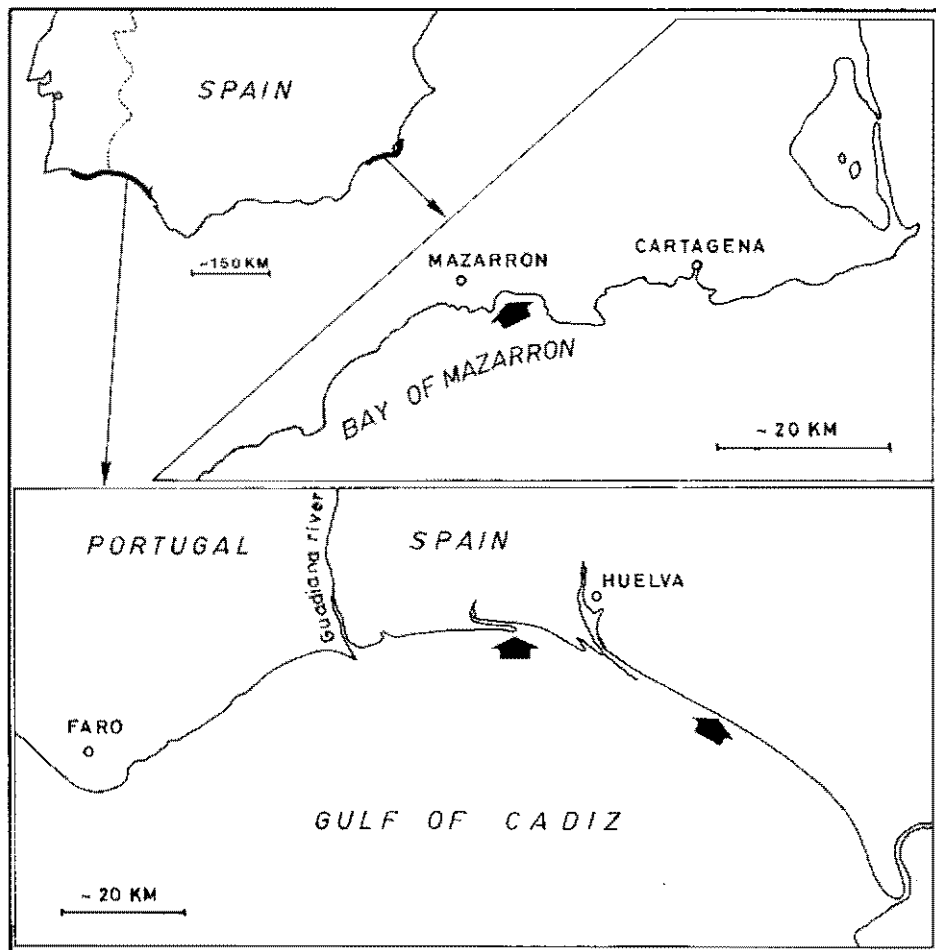 SPAIN
~150 KM
MAZARRON
CARTAGENA
BAY OF MAZARRON
~ 20 KM
PORTUGAL
Guadiana river
SPAIN
HUELVA
FARO
GULF OF CADIZ
~ 20 KM